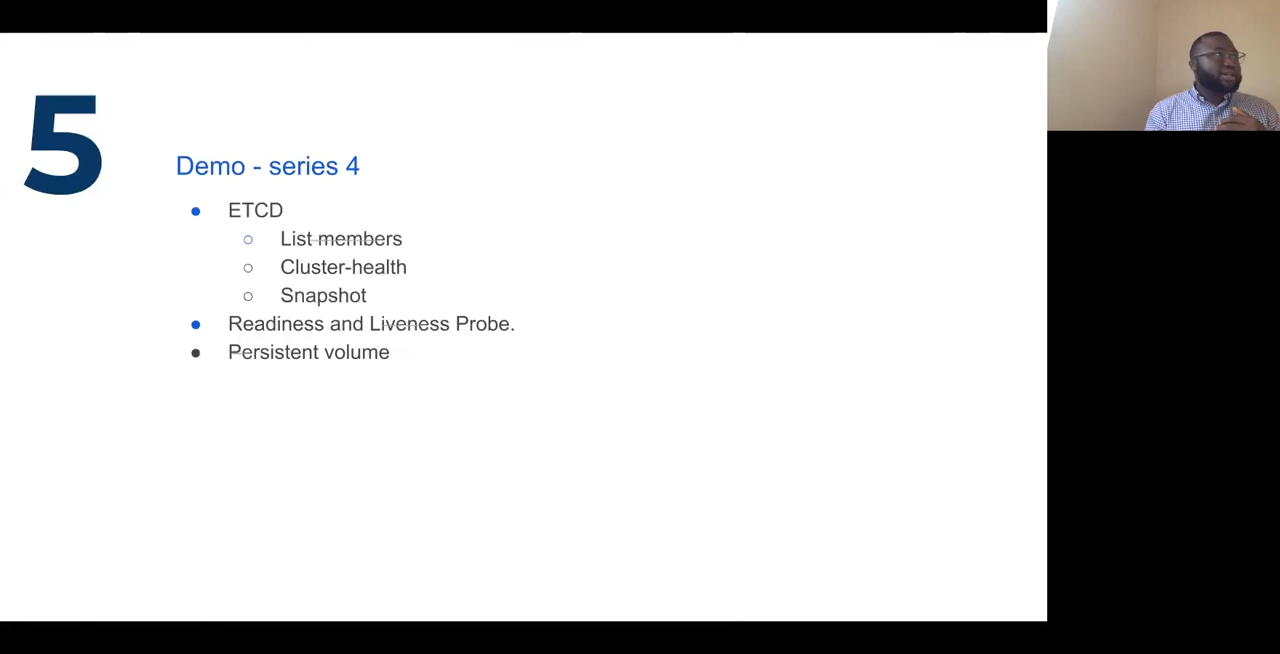 5
Demo - series 4
● ETCD
○ List members
○ Cluster-health
○ Snapshot
● Readiness and Liveness Probe.
● Persistent volume